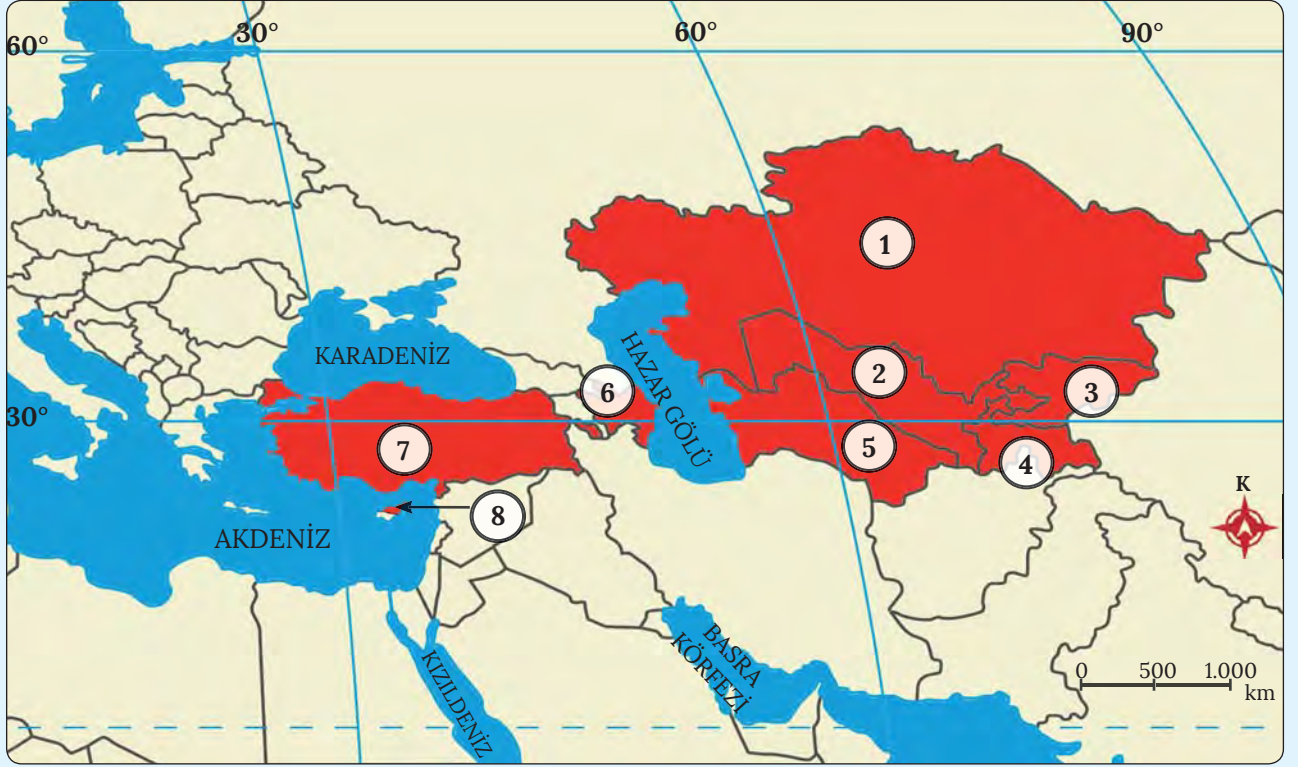 30°
60°
90°
60°
1
KARADENİZ
HAZAR GÖLÜ
2
6
3
30°
7
5
4
K
8
AKDENİZ
BASRA
KÖRFEZİ
KIZILDENİZ
0 500 1.000
km